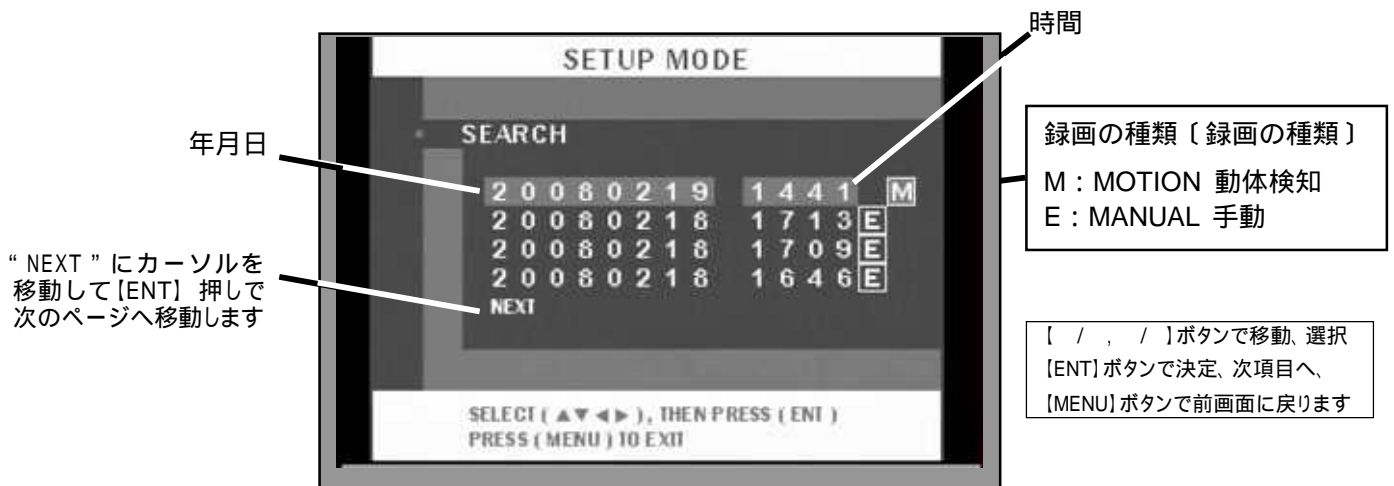 時間
SETUP MODE
年月日
SEARCH
20080219 1441 M
20080218 1713 E
20080218 1709 E
20080218 1646 E
NEXT
“NEXT”にカーソルを
移動して【ENT】押しで
次のページへ移動します
録画の種類〔録画の種類〕
M:MOTION 動体検知
E:MANUAL 手動
【 / , / 】ボタンで移動、選択
【ENT】ボタンで決定、次項目へ、
【MENU】ボタンで前画面に戻ります
SELECT ( ▲▼◀▶ ), THEN PRESS ( ENT )
PRESS ( MENU ) TO EXIT